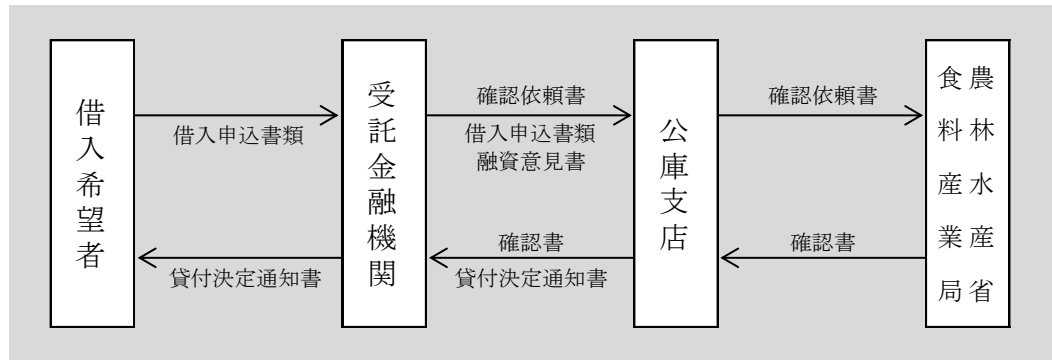 借入希望者
借入申込書類
貸付決定通知書
受託金融機関
確認依頼書
借入申込書類
融資意見書
確認書
貸付決定通知書
公庫支店
確認依頼書
確認書
農林水産省
食料産業局